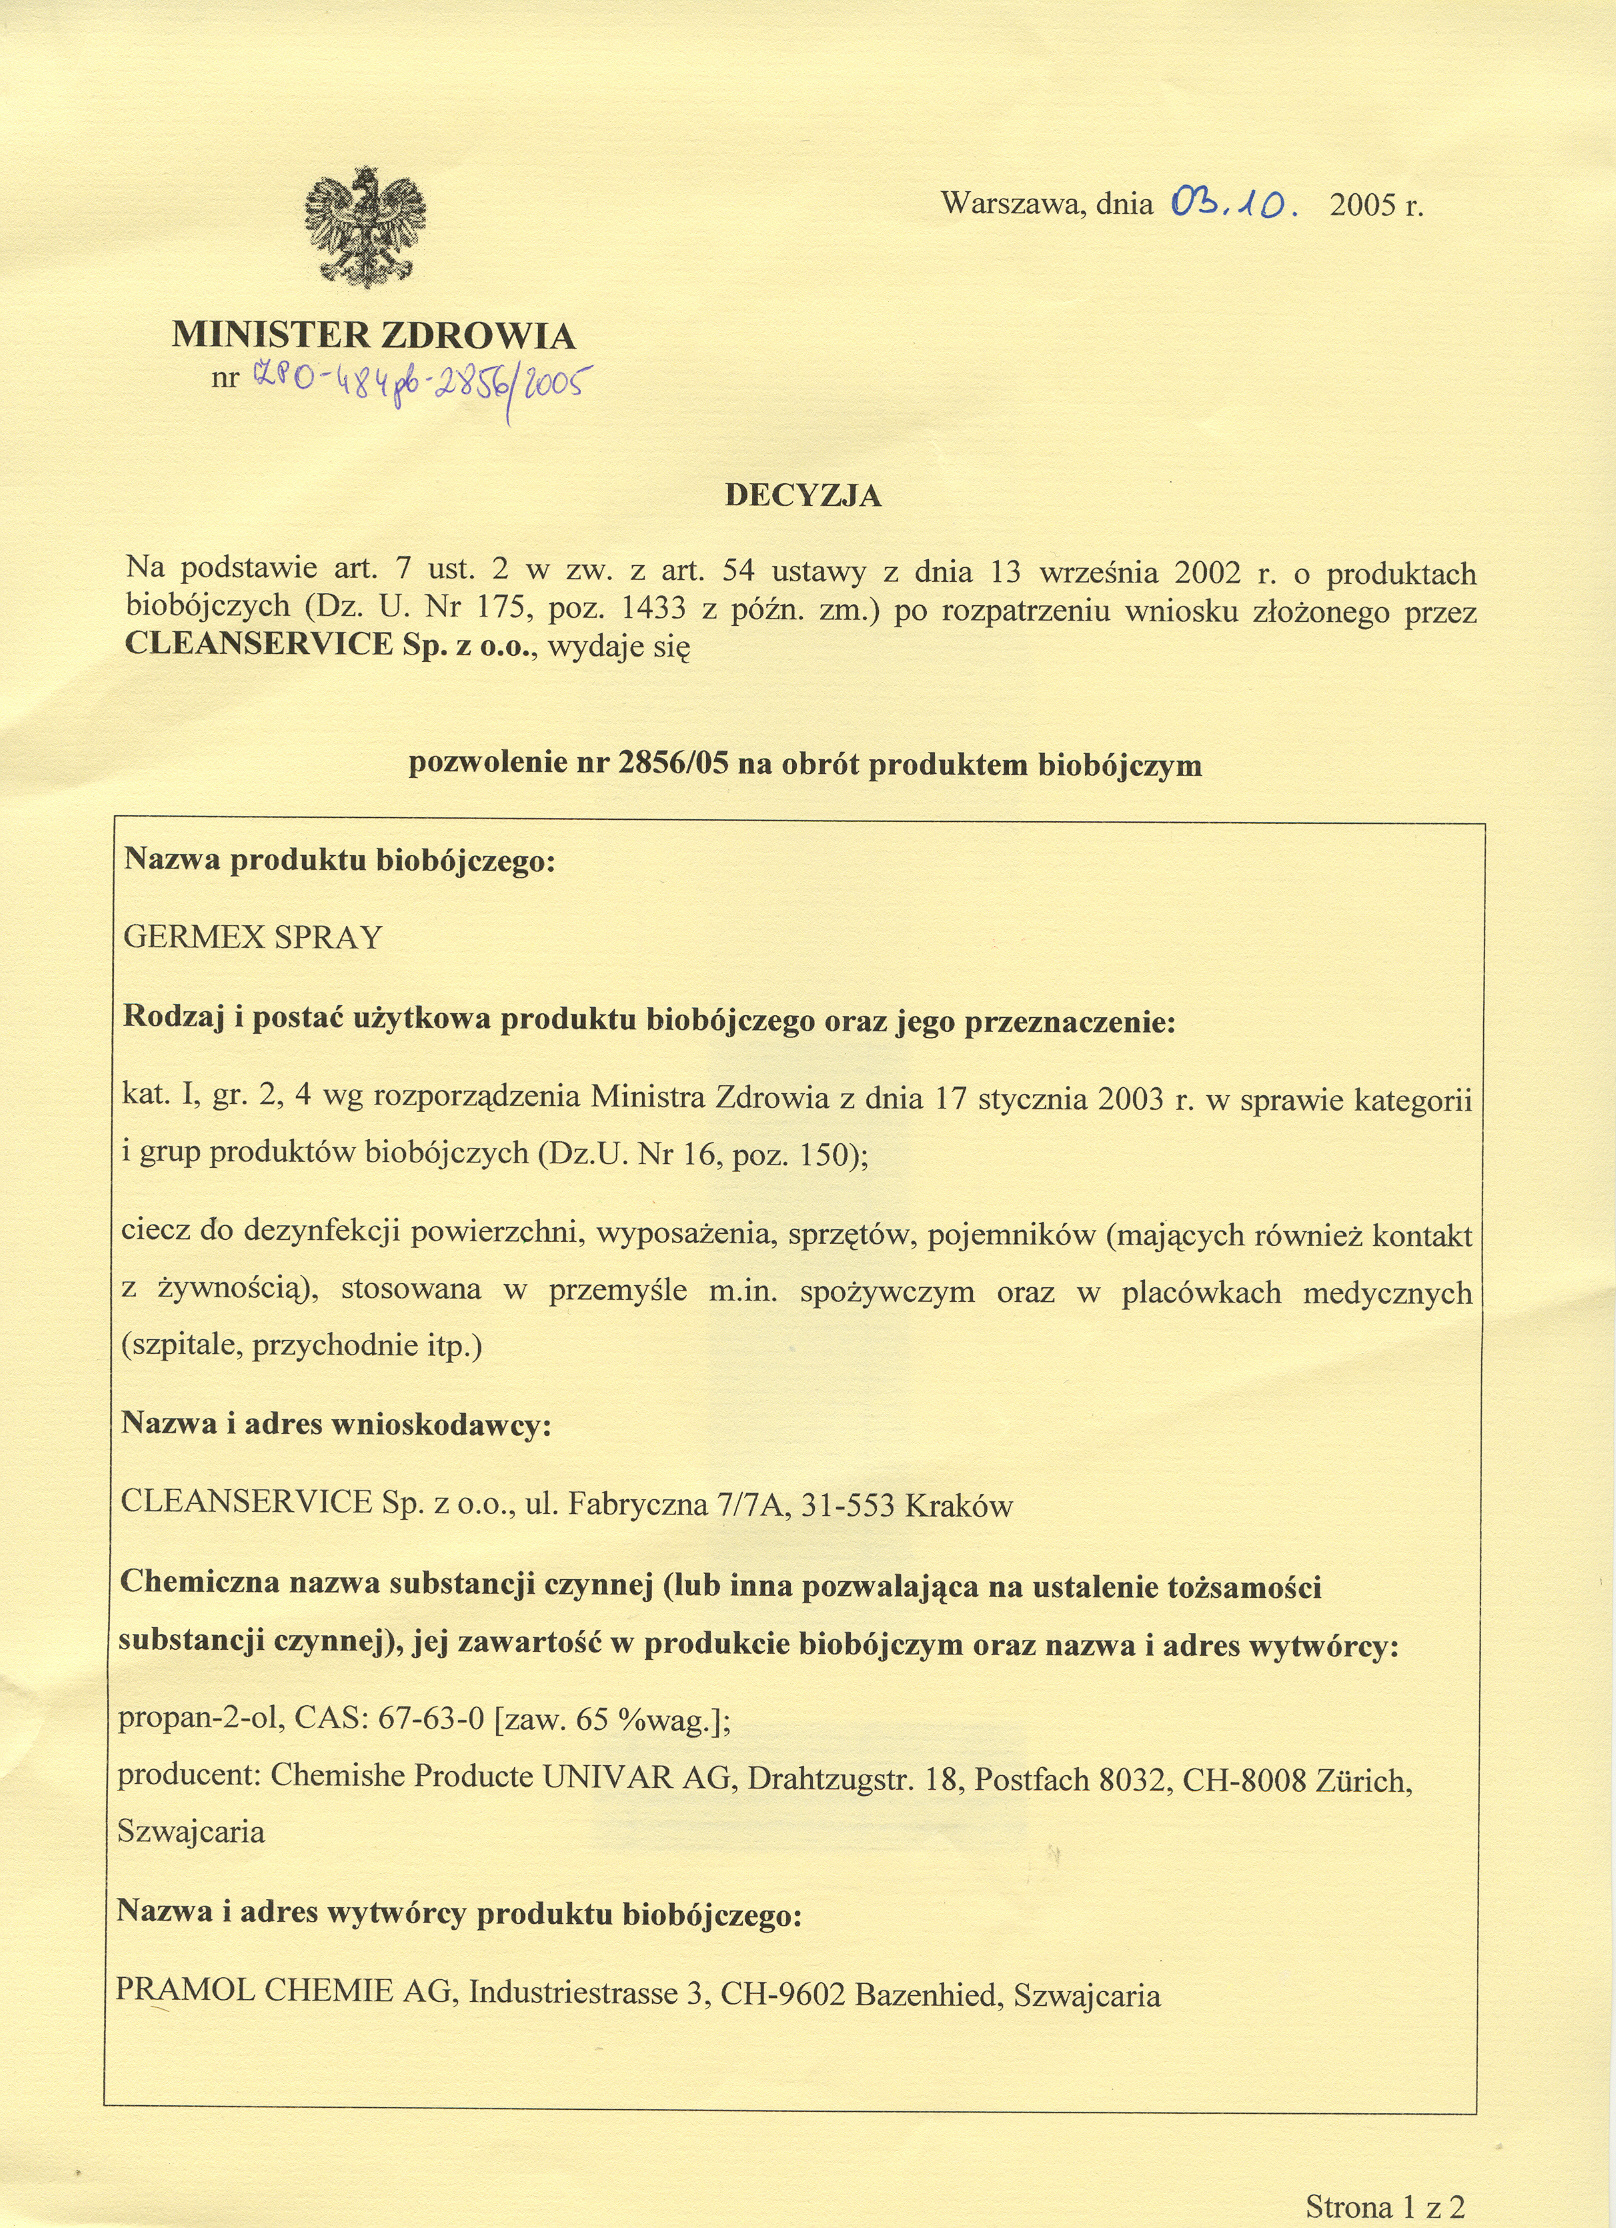 Warszawa, dnia 03.10. 2005 r.
MINISTER ZDROWIA
nr ZPO-484pb-2856/2005
DECYZJA
Na podstawie art. 7 ust. 2 w zw. z art. 54 ustawy z dnia 13 września 2002 r. o produktach
biobójczych (Dz. U. Nr 175, poz. 1433 z późn. zm.) po rozpatrzeniu wniosku złożonego przez
CLEANSERVICE Sp. z o.o., wydaje się
pozwolenie nr 2856/05 na obrót produktem biobójczym
Nazwa produktu biobójczego:
GERMEX SPRAY
Rodzaj i postać użytkowa produktu biobójczego oraz jego przeznaczenie:
kat. I, gr. 2, 4 wg rozporządzenia Ministra Zdrowia z dnia 17 stycznia 2003 r. w sprawie kategorii
i grup produktów biobójczych (Dz.U. Nr 16, poz. 150);
ciecz do dezynfekcji powierzchni, wyposażenia, sprzętów, pojemników (mających również kontakt
z żywnością), stosowana w przemyśle m.in. spożywczym oraz w placówkach medycznych
(szpitale, przychodnie itp.)
Nazwa i adres wnioskodawcy:
CLEANSERVICE Sp. z o.o., ul. Fabryczna 7/7A, 31-553 Kraków
Chemiczna nazwa substancji czynnej (lub inna pozwalająca na ustalenie tożsamości
substancji czynnej), jej zawartość w produkcie biobójczym oraz nazwa i adres wytwórcy:
propan-2-ol, CAS: 67-63-0 [zaw. 65 %wag.];
producent: Chemishe Producte UNIVAR AG, Drahtzugstr. 18, Postfach 8032, CH-8008 Zürich,
Szwajcaria
Nazwa i adres wytwórcy produktu biobójczego:
PRAMOL CHEMIE AG, Industriestrasse 3, CH-9602 Bazenhied, Szwajcaria
Strona 1 z 2